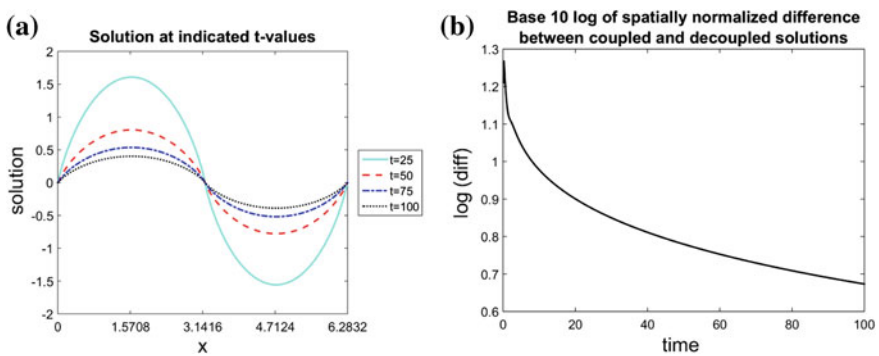 (a)
Solution at indicated t-values
2
1.5
1
0.5
0
-0.5
-1
-1.5
-2
solution
0
1.5708
3.1416
4.7124
6.2832
x
t=25
t=50
t=75
t=100
(b)
Base 10 log of spatially normalized difference
between coupled and decoupled solutions
1.3
1.2
1.1
1
0.9
0.8
0.7
0.6
log (diff)
0
20
40
60
80
100
time